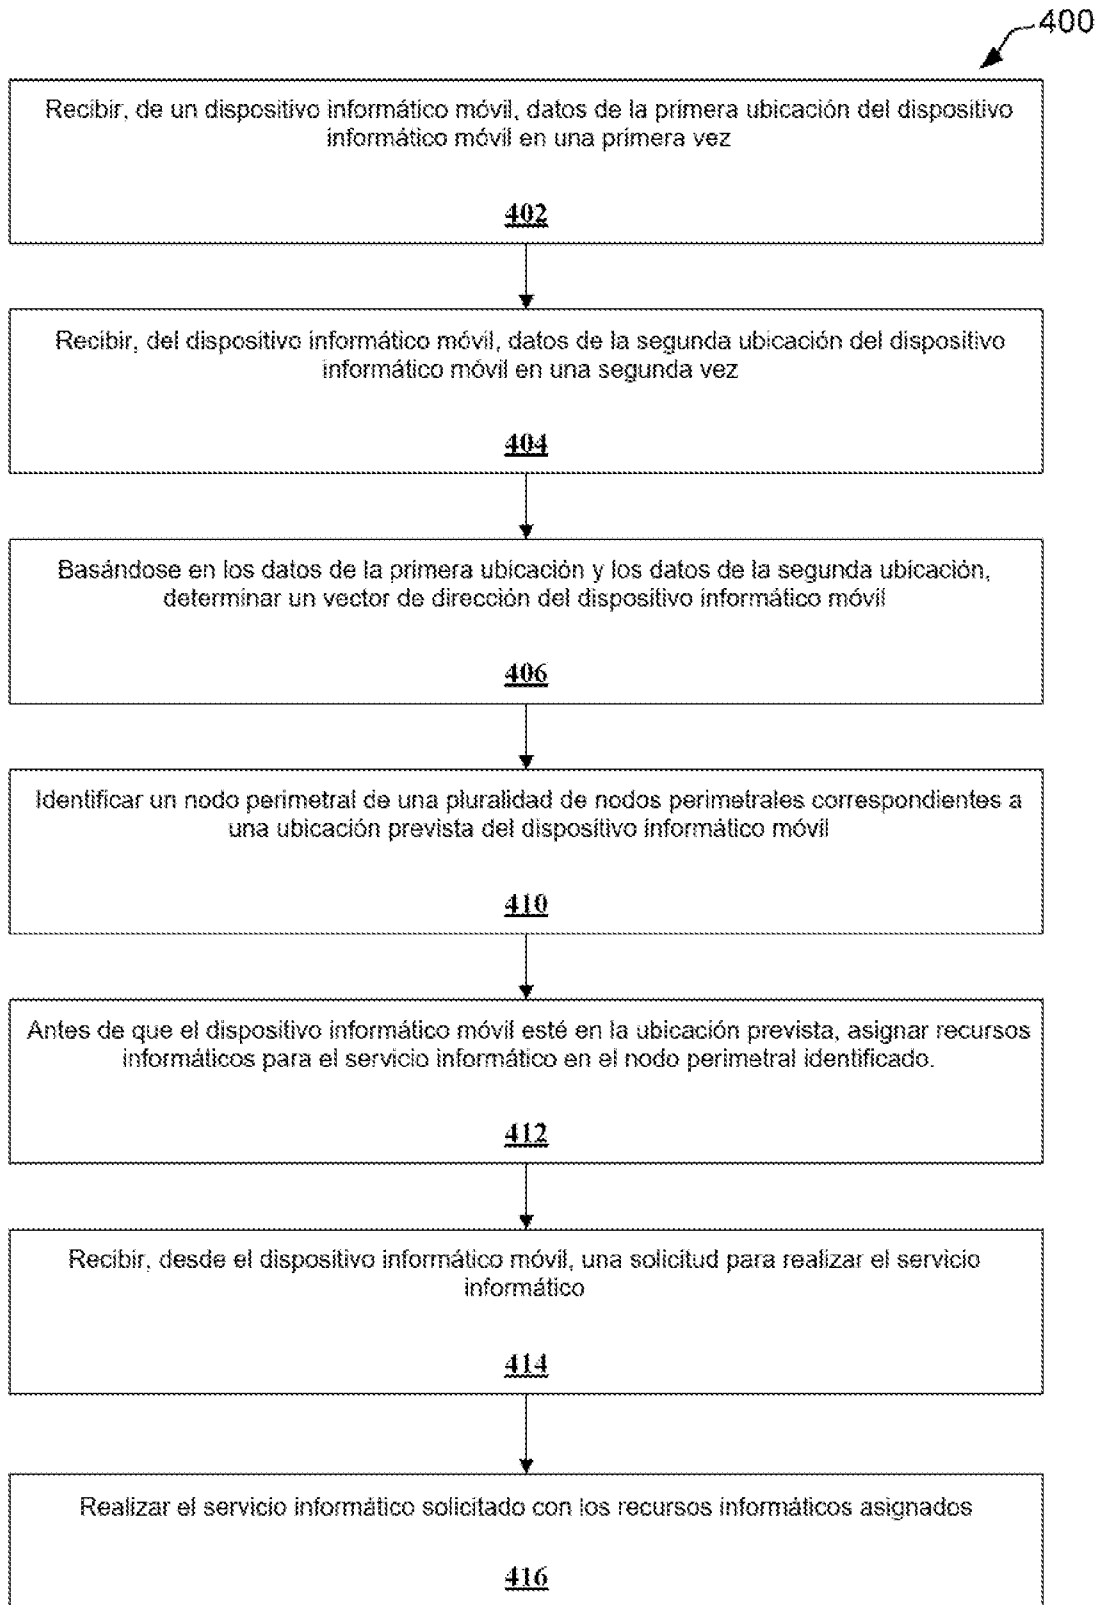 400
Recibir, de un dispositivo informático móvil, datos de la primera ubicación del dispositivo
informático móvil en una primera vez
402
Recibir, del dispositivo informático móvil, datos de la segunda ubicación del dispositivo
informático móvil en una segunda vez
404
Basándose en los datos de la primera ubicación y los datos de la segunda ubicación,
determinar un vector de dirección del dispositivo informático móvil
406
Identificar un nodo perimetral de una pluralidad de nodos perimetrales correspondientes a
una ubicación prevista del dispositivo informático móvil
410
Antes de que el dispositivo informático móvil esté en la ubicación prevista, asignar recursos
informáticos para el servicio informático en el nodo perimetral identificado.
412
Recibir, desde el dispositivo informático móvil, una solicitud para realizar el servicio
informático
414
Realizar el servicio informático solicitado con los recursos informáticos asignados
416